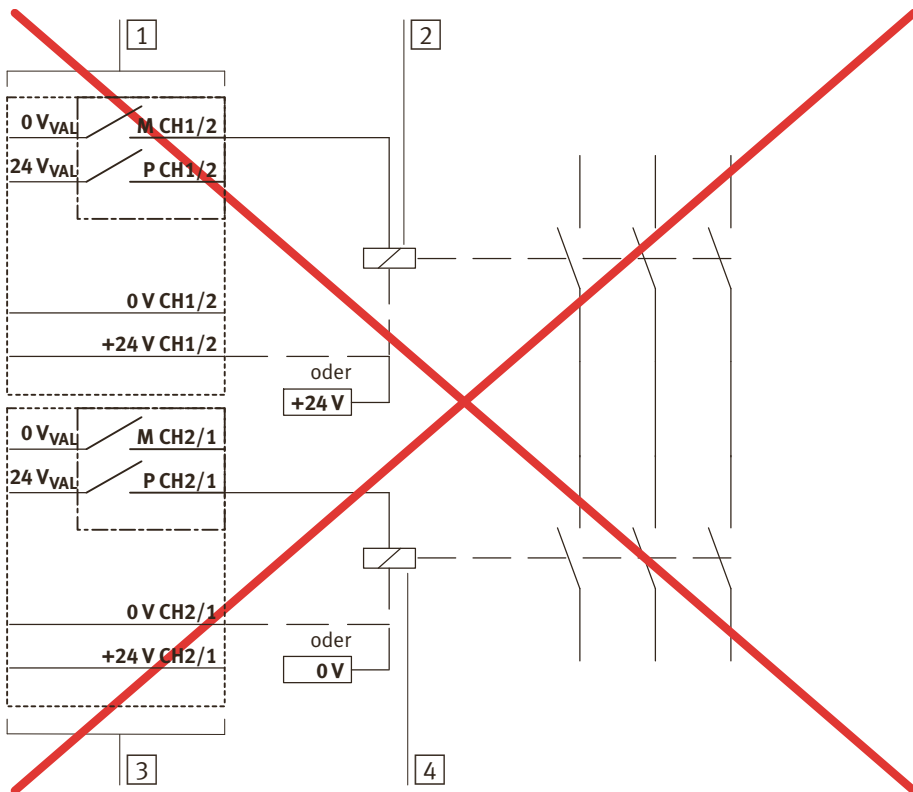 1
2
0 VVAL M CH1/2
24 VVAL P CH1/2
0 V CH1/2
+24 V CH1/2
oder
+24 V
0 VVAL M CH2/1
24 VVAL P CH2/1
0 V CH2/1
oder
+24 V CH2/1
0 V
3
4